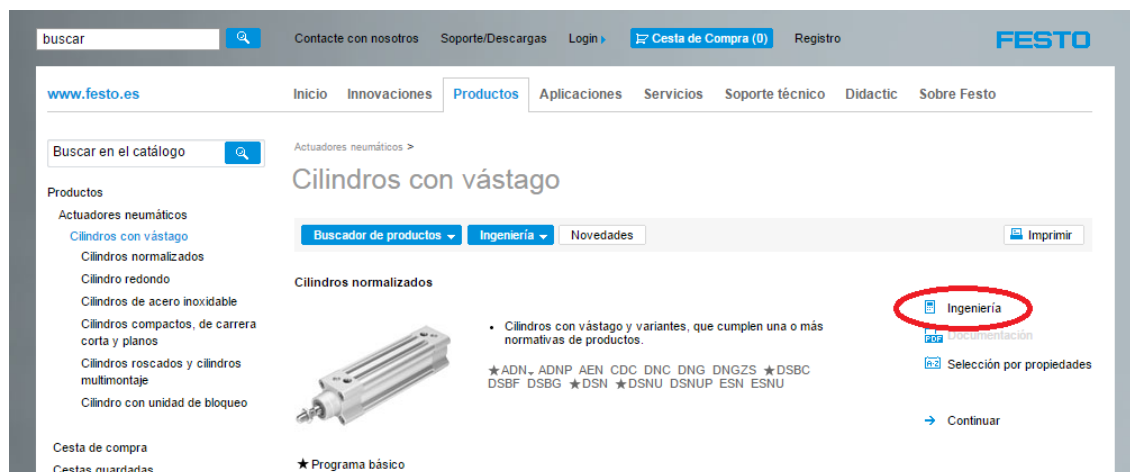 buscar
Contacte con nosotros Soporte/Descargas Login Cesta de Compra (0) Registro
FESTO
www.festo.es
Inicio Innovaciones Productos Aplicaciones Servicios Soporte técnico Didactic Sobre Festo
Buscar en el catálogo
Productos
Actuadores neumáticos
Cilindros con vástago
Cilindros normalizados
Cilindro redondo
Cilindros de acero inoxidable
Cilindros compactos, de carrera
corta y planos
Cilindros roscados y cilindros
multimontaje
Cilindro con unidad de bloqueo
Cesta de compra
Cestas guardadas
Actuadores neumáticos >
Cilindros con vástago
Buscador de productos Ingeniería Novedades
Imprimir
Cilindros normalizados
• Cilindros con vástago y variantes, que cumplen una o más
normativas de productos.
★ADN ADNP AEN CDC DNC DNG DNGZS ★DSBC
DSBF DSBG ★DSN ★DSNU DSNUP ESN ESNU
Ingeniería
PDF Documentación
A-Z Selección por propiedades
→ Continuar
★ Programa básico